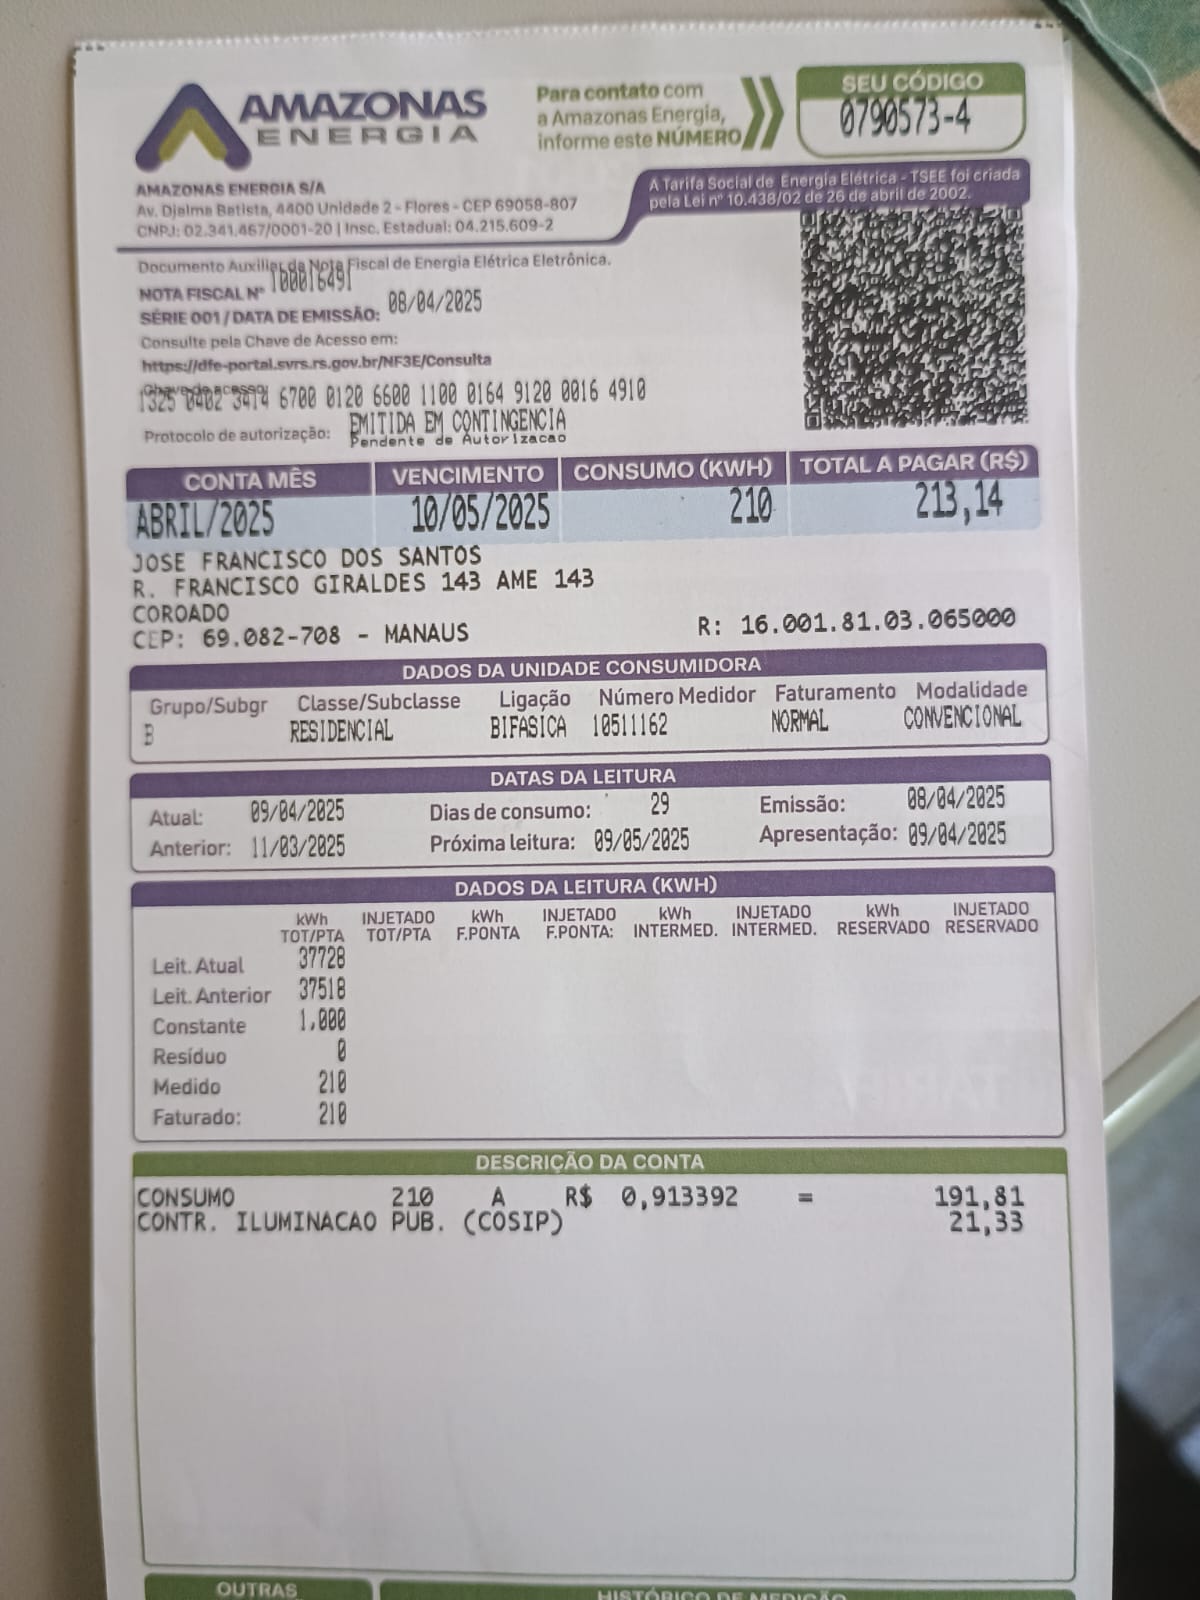 AMAZONAS
ENERGIA
Para contato com
a Amazonas Energia,
informe este NÚMERO
SEU CÓDIGO
0790573-4
AMAZONAS ENERGIA S/A
Av. Djalma Batista, 4400 Unidade 2 - Flores - CEP 69058-807
CNPJ: 02.341.467/0001-20 | Insc. Estadual: 04.215.609-2
A Tarifa Social de Energia Elétrica - TSEE foi criada
pela Lei nº 10.438/02 de 26 de abril de 2002.
Documento Auxiliar da Nota Fiscal de Energia Elétrica Eletrônica.
NOTA FISCAL Nº 100016491
SÉRIE 001 / DATA DE EMISSÃO: 08/04/2025
Consulte pela Chave de Acesso em:
https://dfe-portal.svrs.rs.gov.br/NF3E/Consulta
Chave de acesso:
1325 0402 3414 6700 0120 6600 1100 0164 9120 0016 4910
Protocolo de autorização: EMITIDA EM CONTINGENCIA
Pendente de Autorizacao
CONTA MÊS VENCIMENTO CONSUMO (KWH) TOTAL A PAGAR (R$)
ABRIL/2025 10/05/2025 210 213,14
JOSE FRANCISCO DOS SANTOS
R. FRANCISCO GIRALDES 143 AME 143
COROADO
CEP: 69.082-708 - MANAUS R: 16.001.81.03.065000
DADOS DA UNIDADE CONSUMIDORA
Grupo/Subgr Classe/Subclasse Ligação Número Medidor Faturamento Modalidade
B RESIDENCIAL BIFASICA 10511162 NORMAL CONVENCIONAL
DATAS DA LEITURA
Atual: 09/04/2025 Dias de consumo: 29 Emissão: 08/04/2025
Anterior: 11/03/2025 Próxima leitura: 09/05/2025 Apresentação: 09/04/2025
DADOS DA LEITURA (KWH)
kWh INJETADO kWh INJETADO kWh INJETADO kWh INJETADO
TOT/PTA TOT/PTA F.PONTA F.PONTA: INTERMED. INTERMED. RESERVADO RESERVADO
Leit. Atual 37728
Leit. Anterior 37518
Constante 1,000
Resíduo 0
Medido 210
Faturado: 210
DESCRIÇÃO DA CONTA
CONSUMO 210 A R$ 0,913392 = 191,81
CONTR. ILUMINACAO PUB. (COSIP) 21,33
OUTRAS HISTÓRICO DE MEDIÇÃO